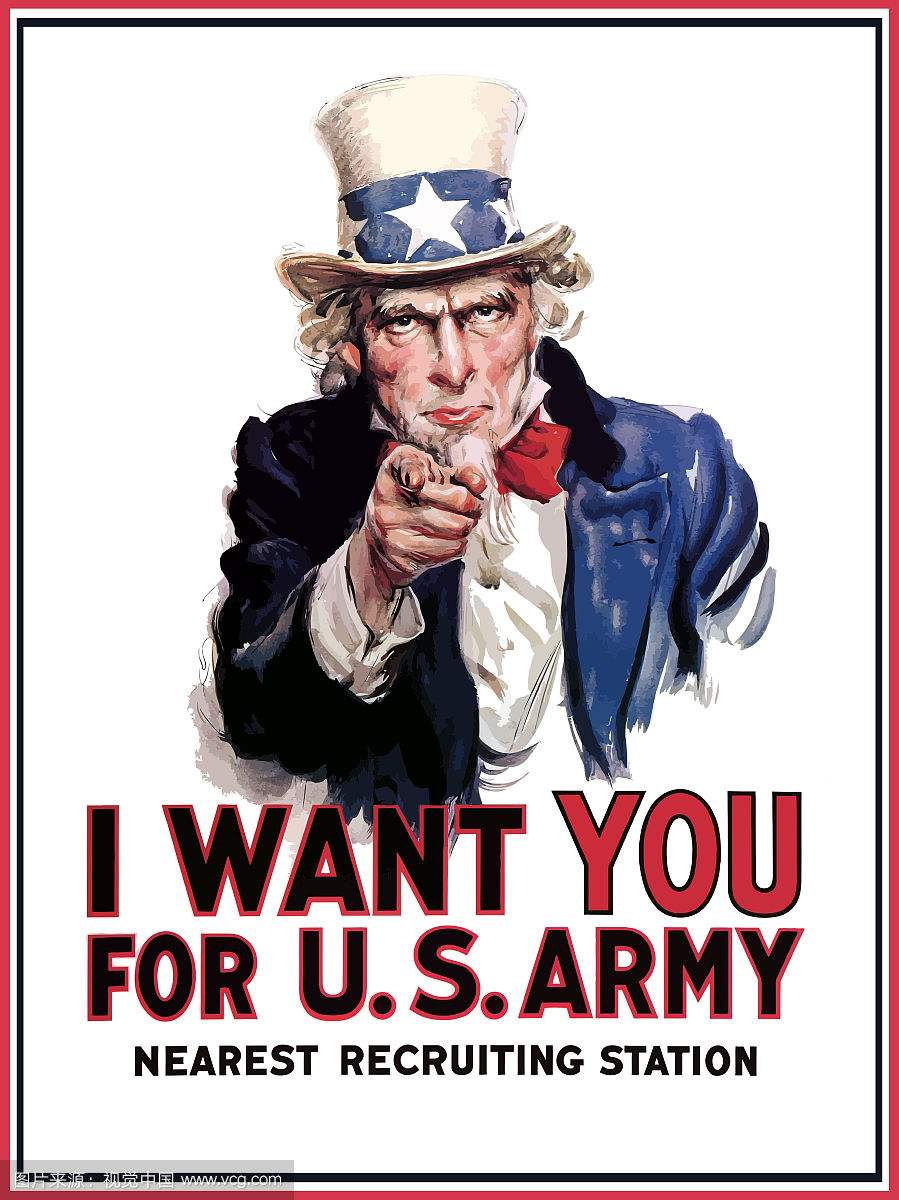 I WANT YOU
FOR U.S. ARMY
NEAREST RECRUITING STATION
图片来源：视觉中国 www.vcg.com